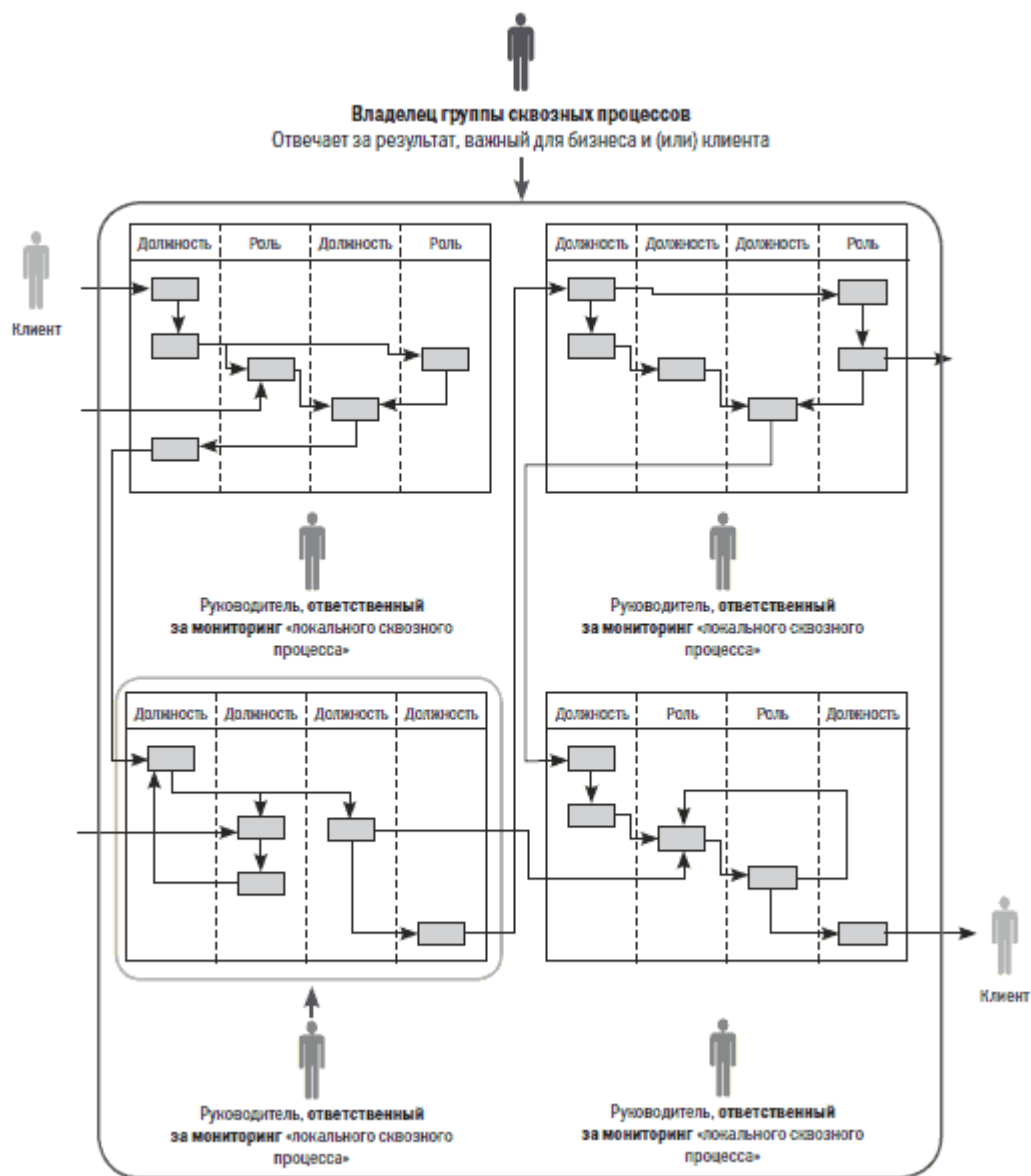 Владелец группы сквозных процессов
Отвечает за результат, важный для бизнеса и (или) клиента
Должность Роль Должность Роль
Должность Должность Должность Роль
Клиент
Руководитель, ответственный
за мониторинг «локального сквозного
процесса»
Руководитель, ответственный
за мониторинг «локального сквозного
процесса»
Должность Должность Должность Должность
Должность Роль Роль Должность
Клиент
Руководитель, ответственный
за мониторинг «локального сквозного
процесса»
Руководитель, ответственный
за мониторинг «локального сквозного
процесса»